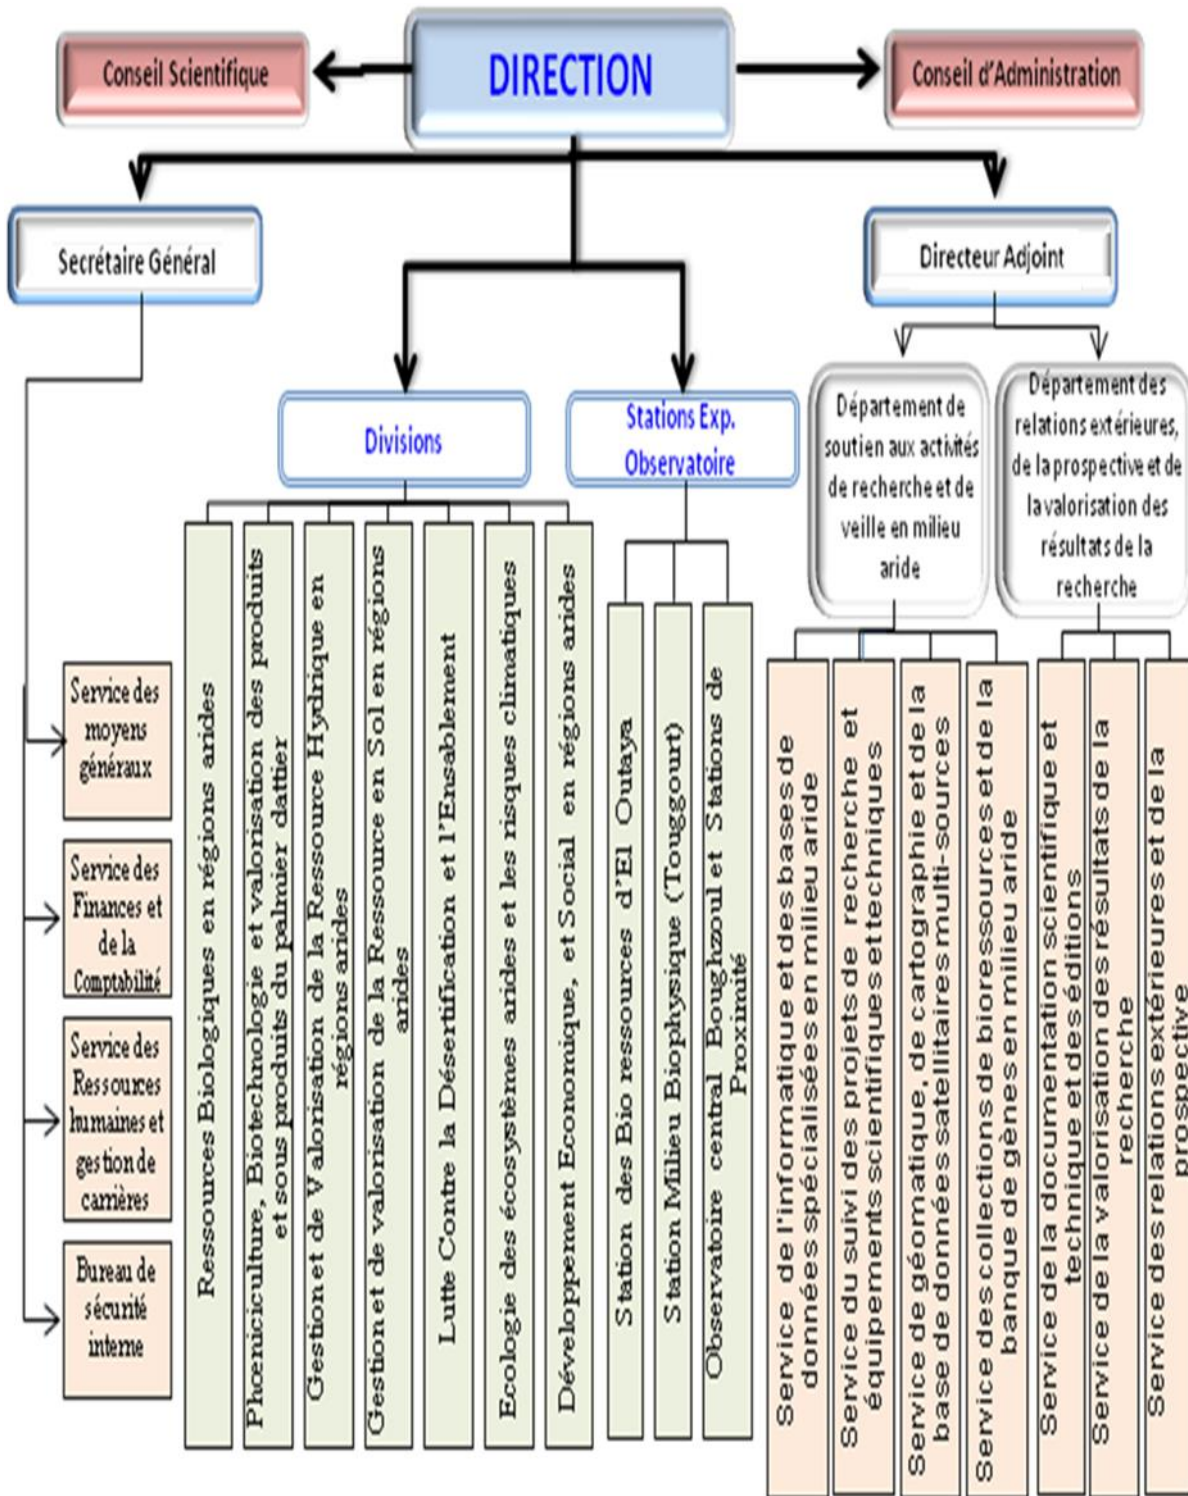 Conseil Scientifique
DIRECTION
Conseil d'Administration
Secrétaire Général
Directeur Adjoint
Divisions
Stations Exp.
Observatoire
Département de
soutien aux activités
de recherche et de
veille en milieu
aride
Département des
relations extérieures,
de la prospective et de
la valorisation des
résultats de la
recherche
Service des
moyens
généraux
Service des
Finances et
de la
Comptabilité
Service des
Ressources
humaines et
gestion de
carrières
Bureau de
sécurité
interne
Ressources Biologiques en régions arides
Phœniciculture, Biotechnologie et valorisation des produits
et sous produits du palmier dattier
Gestion et de Valorisation de la Ressource Hydrique en
régions arides
Gestion et de valorisation de la Ressource en Sol en régions
arides
Lutte Contre la Désertification et l'Ensablement
Ecologie des écosystèmes arides et les risques climatiques
Développement Economique, et Social en régions arides
Station des Bio ressources d'El Outaya
Station Milieu Biophysique (Touggourt)
Observatoire central Boughzoul et Stations de
Proximité
Service de l'informatique et des bases de
données spécialisées en milieu aride
Service du suivi des projets de recherche et
équipements scientifiques et techniques
Service de géomatique, de cartographie et de la
base de données satellitaires multi-sources
Service des collections de bioressources et de la
banque de gènes en milieu aride
Service de la documentation scientifique et
technique et des éditions
Service de la valorisation des résultats de la
recherche
Service des relations extérieures et de la
prospective